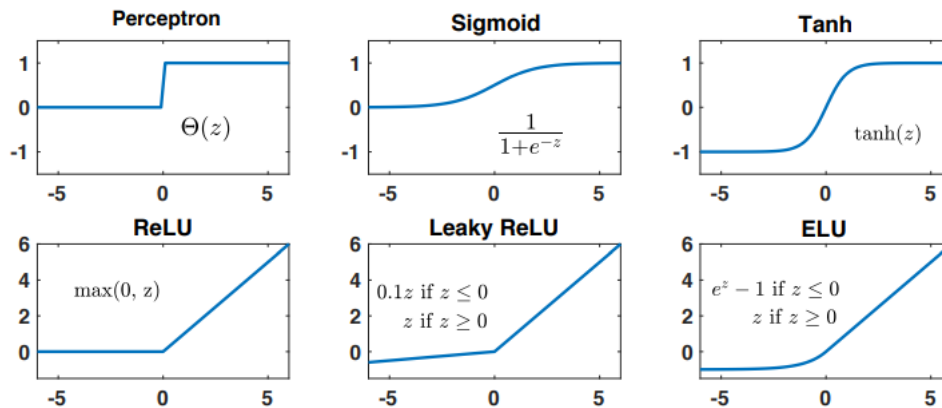 Perceptron
1
0
-1
Θ(z)
-5 0 5
Sigmoid
1
0
-1
1/(1+e^{-z})
-5 0 5
Tanh
1
0
-1
tanh(z)
-5 0 5
ReLU
6
4
2
0
max(0, z)
-5 0 5
Leaky ReLU
6
4
2
0
0.1z if z ≤ 0
z if z ≥ 0
-5 0 5
ELU
6
4
2
0
e^z − 1 if z ≤ 0
z if z ≥ 0
-5 0 5